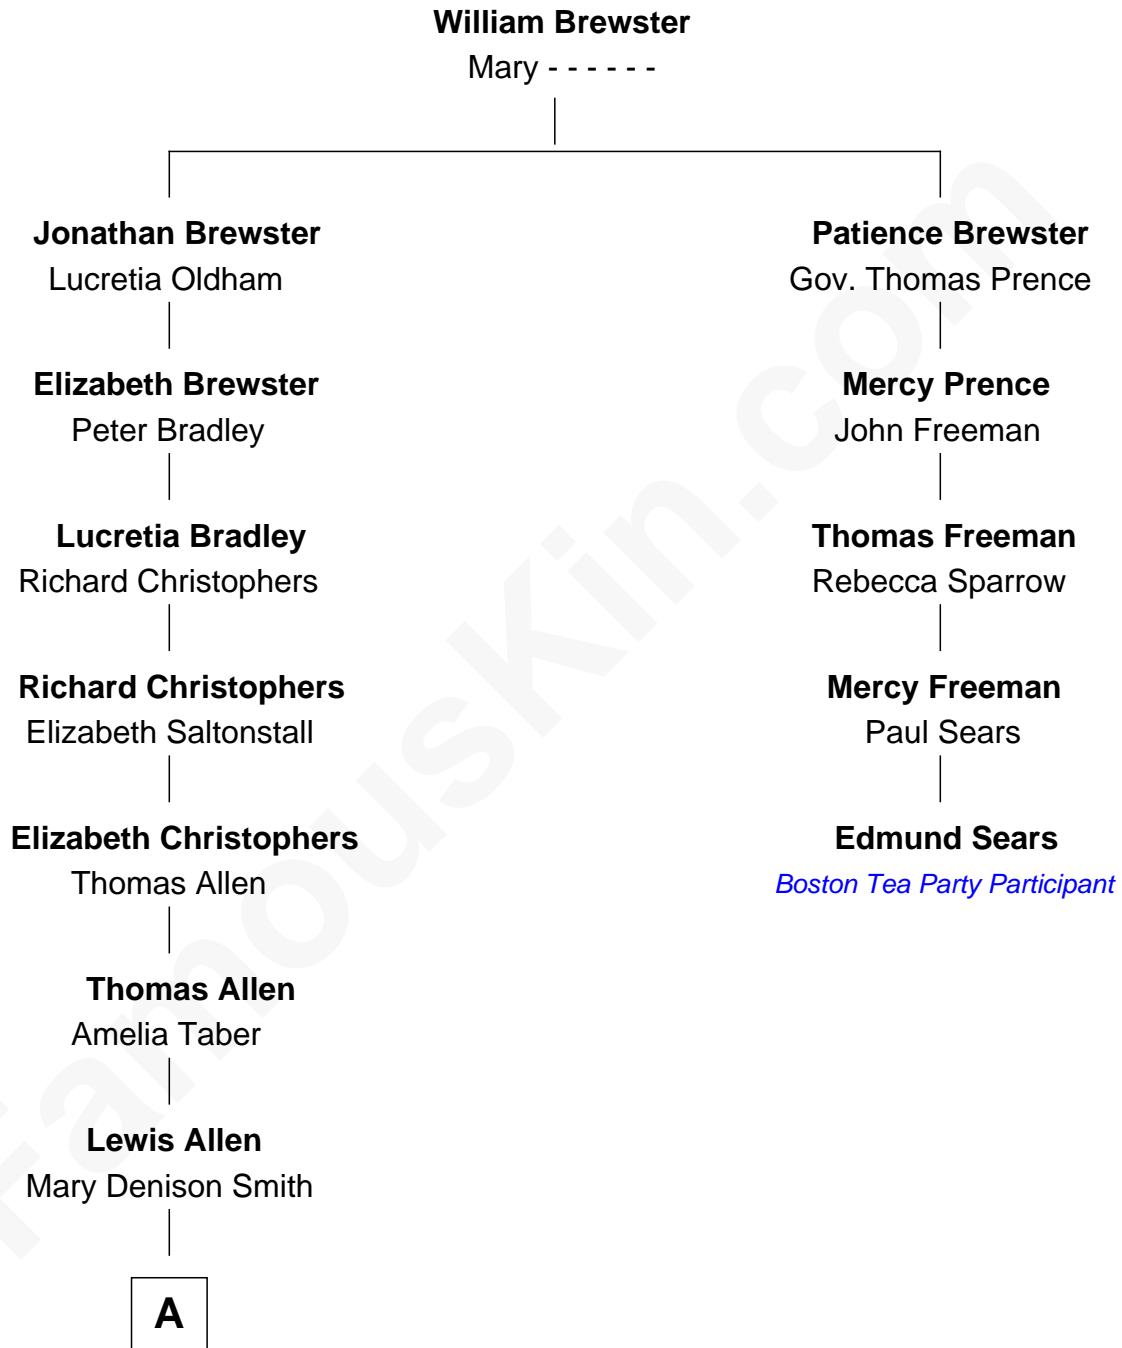 William Brewster
Mary - - - - - -
Jonathan Brewster
Lucretia Oldham
Patience Brewster
Gov. Thomas Prence
Elizabeth Brewster
Peter Bradley
Mercy Prence
John Freeman
Lucretia Bradley
Richard Christophers
Thomas Freeman
Rebecca Sparrow
Richard Christophers
Elizabeth Saltonstall
Mercy Freeman
Paul Sears
Elizabeth Christophers
Thomas Allen
Edmund Sears
Boston Tea Party Participant
Thomas Allen
Amelia Taber
Lewis Allen
Mary Denison Smith
A
FamousKin.com